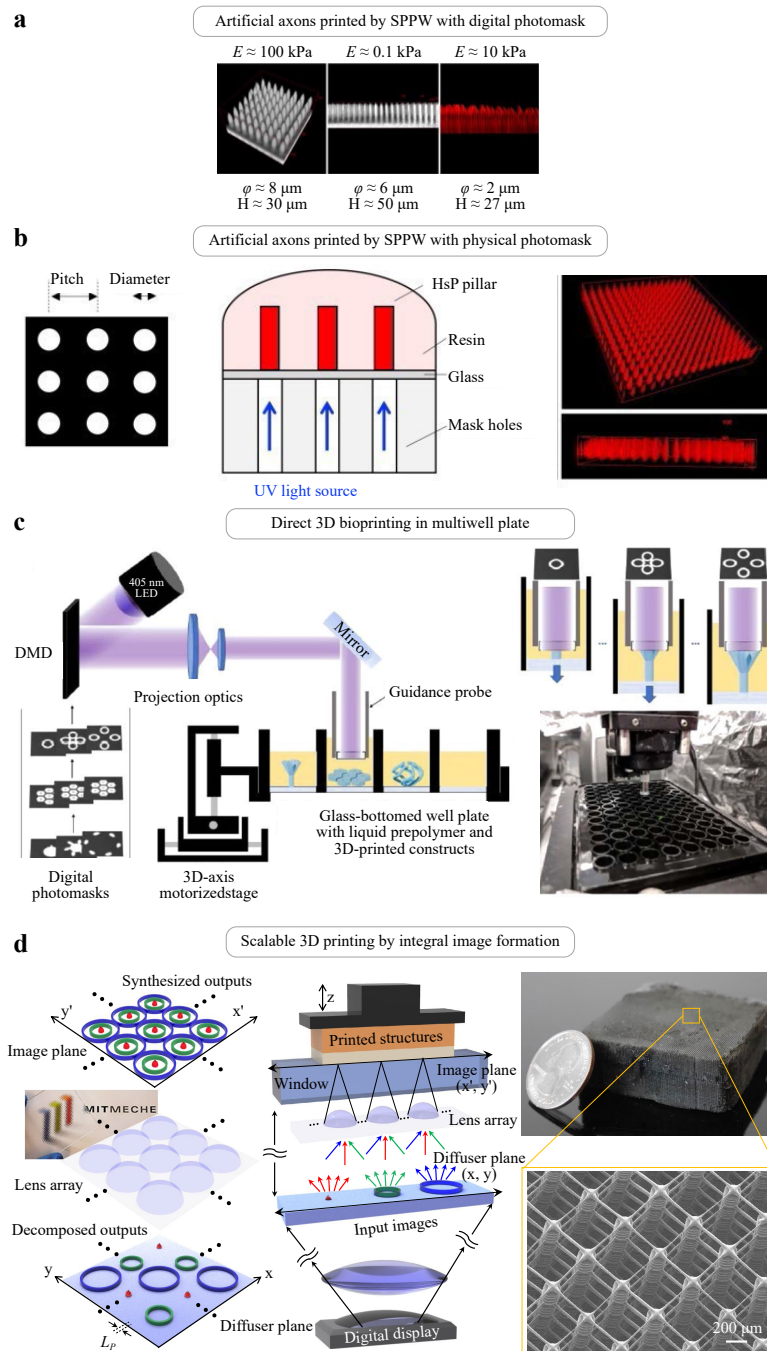 a
Artificial axons printed by SPPW with digital photomask
E ≈ 100 kPa
E ≈ 0.1 kPa
E ≈ 10 kPa
φ ≈ 8 μm
H ≈ 30 μm
φ ≈ 6 μm
H ≈ 50 μm
φ ≈ 2 μm
H ≈ 27 μm
b
Artificial axons printed by SPPW with physical photomask
Pitch
Diameter
HsP pillar
Resin
Glass
Mask holes
UV light source
c
Direct 3D bioprinting in multiwell plate
405 nm
LED
DMD
Projection optics
Mirror
Guidance probe
Digital
photomasks
3D-axis
motorizedstage
Glass-bottomed well plate
with liquid prepolymer and
3D-printed constructs
...
...
d
Scalable 3D printing by integral image formation
Synthesized outputs
y'
x'
Image plane
MITMECHE
Lens array
Decomposed outputs
y
x
Diffuser plane
L_P
z
Printed structures
Window
Image plane
(x', y')
Lens array
Diffuser plane
(x, y)
Input images
Digital display
200 μm